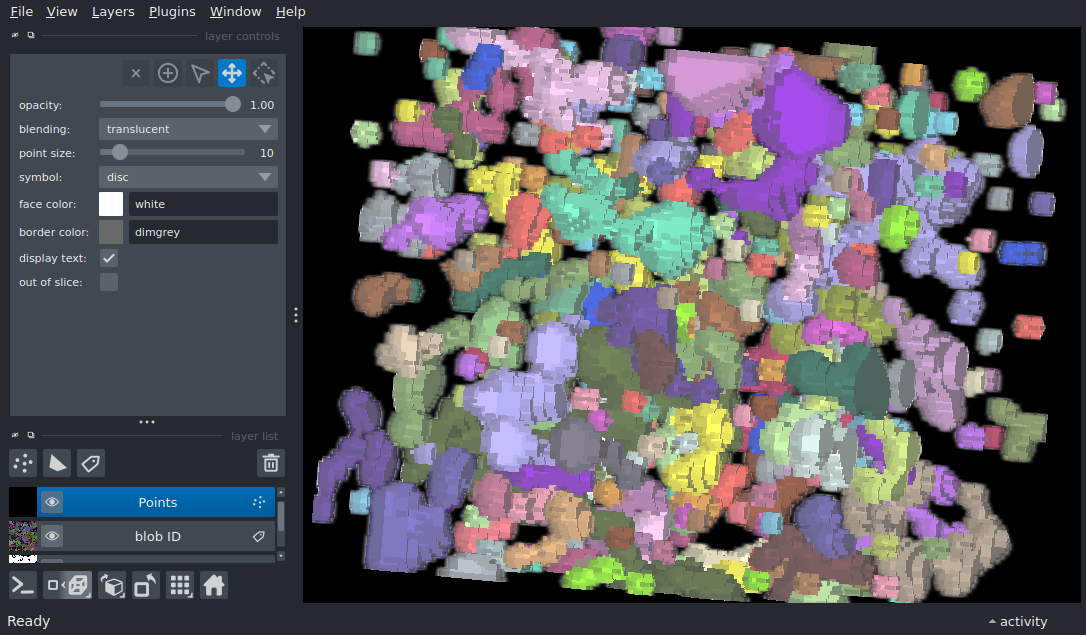 File View Layers Plugins Window Help
layer controls
opacity: 1.00
blending: translucent
point size: 10
symbol: disc
face color: white
border color: dimgrey
display text:
out of slice:
layer list
Points
blob ID
Ready
activity